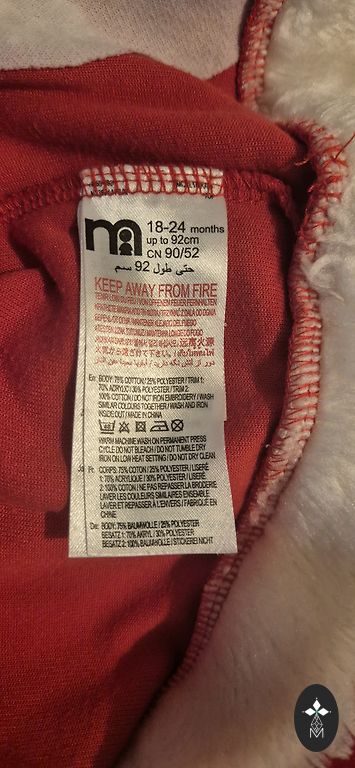 m
18-24 months
up to 92cm
CN 90/52
حتى طول 92 سم
KEEP AWAY FROM FIRE
En: BODY: 75% COTTON / 25% POLYESTER / TRIM 1:
70% ACRYLIC / 30% POLYESTER / TRIM 2:
100% COTTON / DO NOT IRON EMBROIDERY / WASH
SIMILAR COLOURS TOGETHER / WASH AND IRON
INSIDE OUT / MADE IN CHINA
WARM MACHINE WASH ON PERMANENT PRESS
CYCLE DO NOT BLEACH / DO NOT TUMBLE DRY
IRON ON LOW HEAT SETTING / DO NOT DRY CLEAN
Fr: CORPS: 75% COTON / 25% POLYESTER / LISERÉ
1: 70% ACRYLIQUE / 30% POLYESTER / LISERÉ
2: 100% COTON / NE PAS REPASSER LA BRODERIE
LAVER LES COULEURS SIMILAIRES ENSEMBLE
LAVER ET REPASSER À L'ENVERS / FABRIQUÉ EN
CHINE
De: BODY: 75% BAUMWOLLE / 25% POLYESTER
BESATZ 1: 70% AKRYL / 30% POLYESTER
BESATZ 2: 100% BAUMWOLLE / STICKEREI NICHT
M